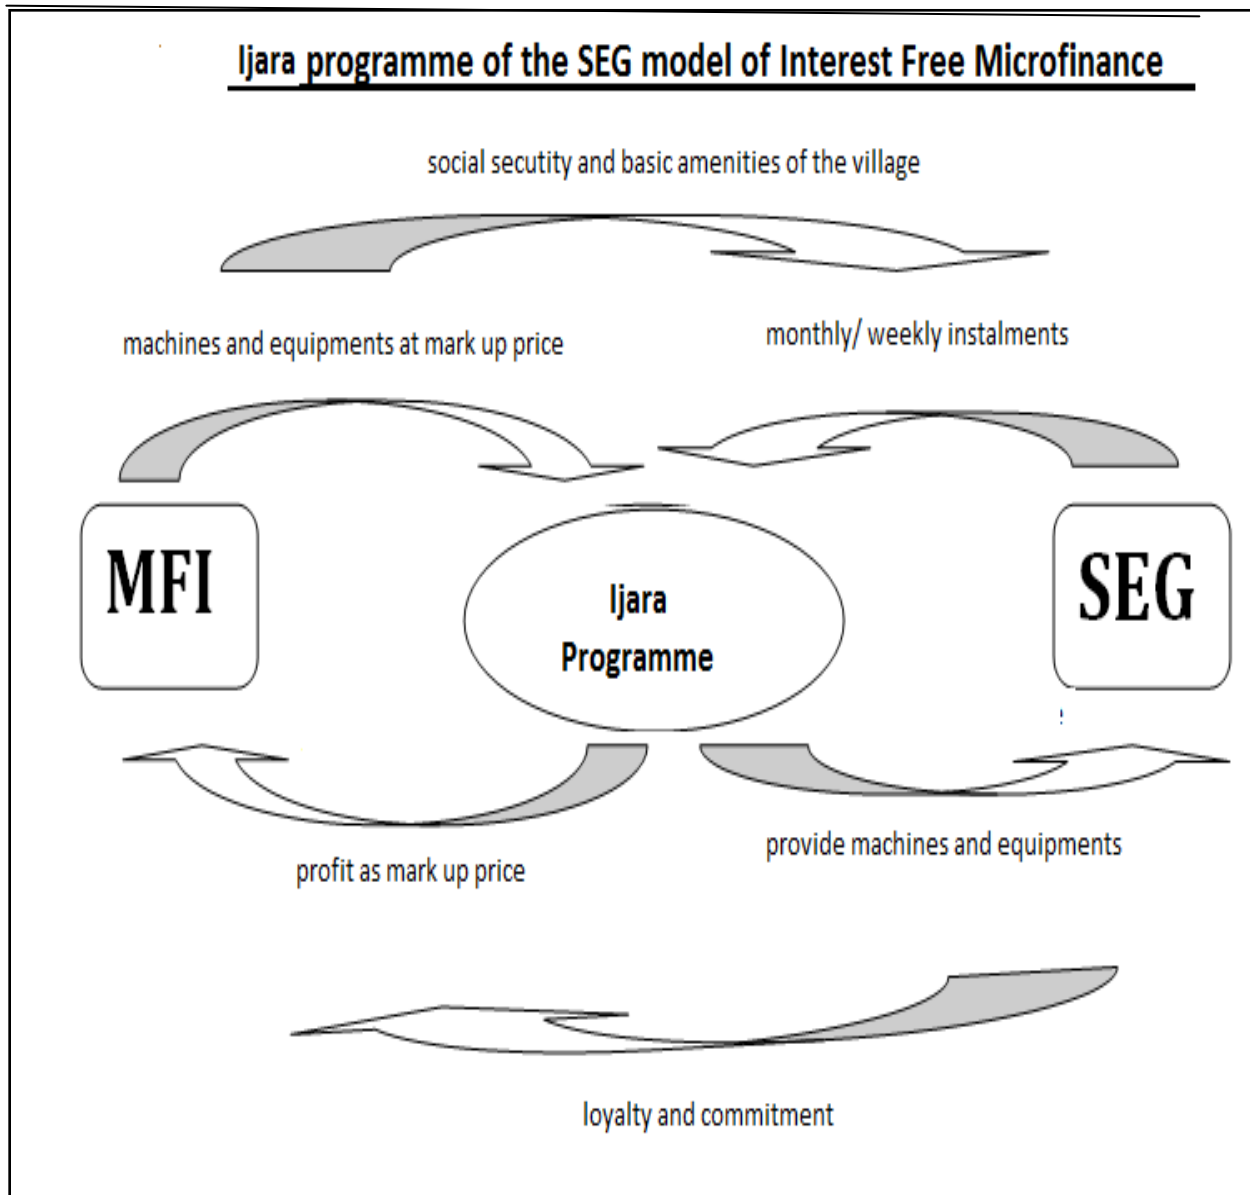 Ijara programme of the SEG model of Interest Free Microfinance
social secutity and basic amenities of the village
machines and equipments at mark up price
monthly/ weekly instalments
MFI
Ijara
Programme
SEG
profit as mark up price
provide machines and equipments
loyalty and commitment